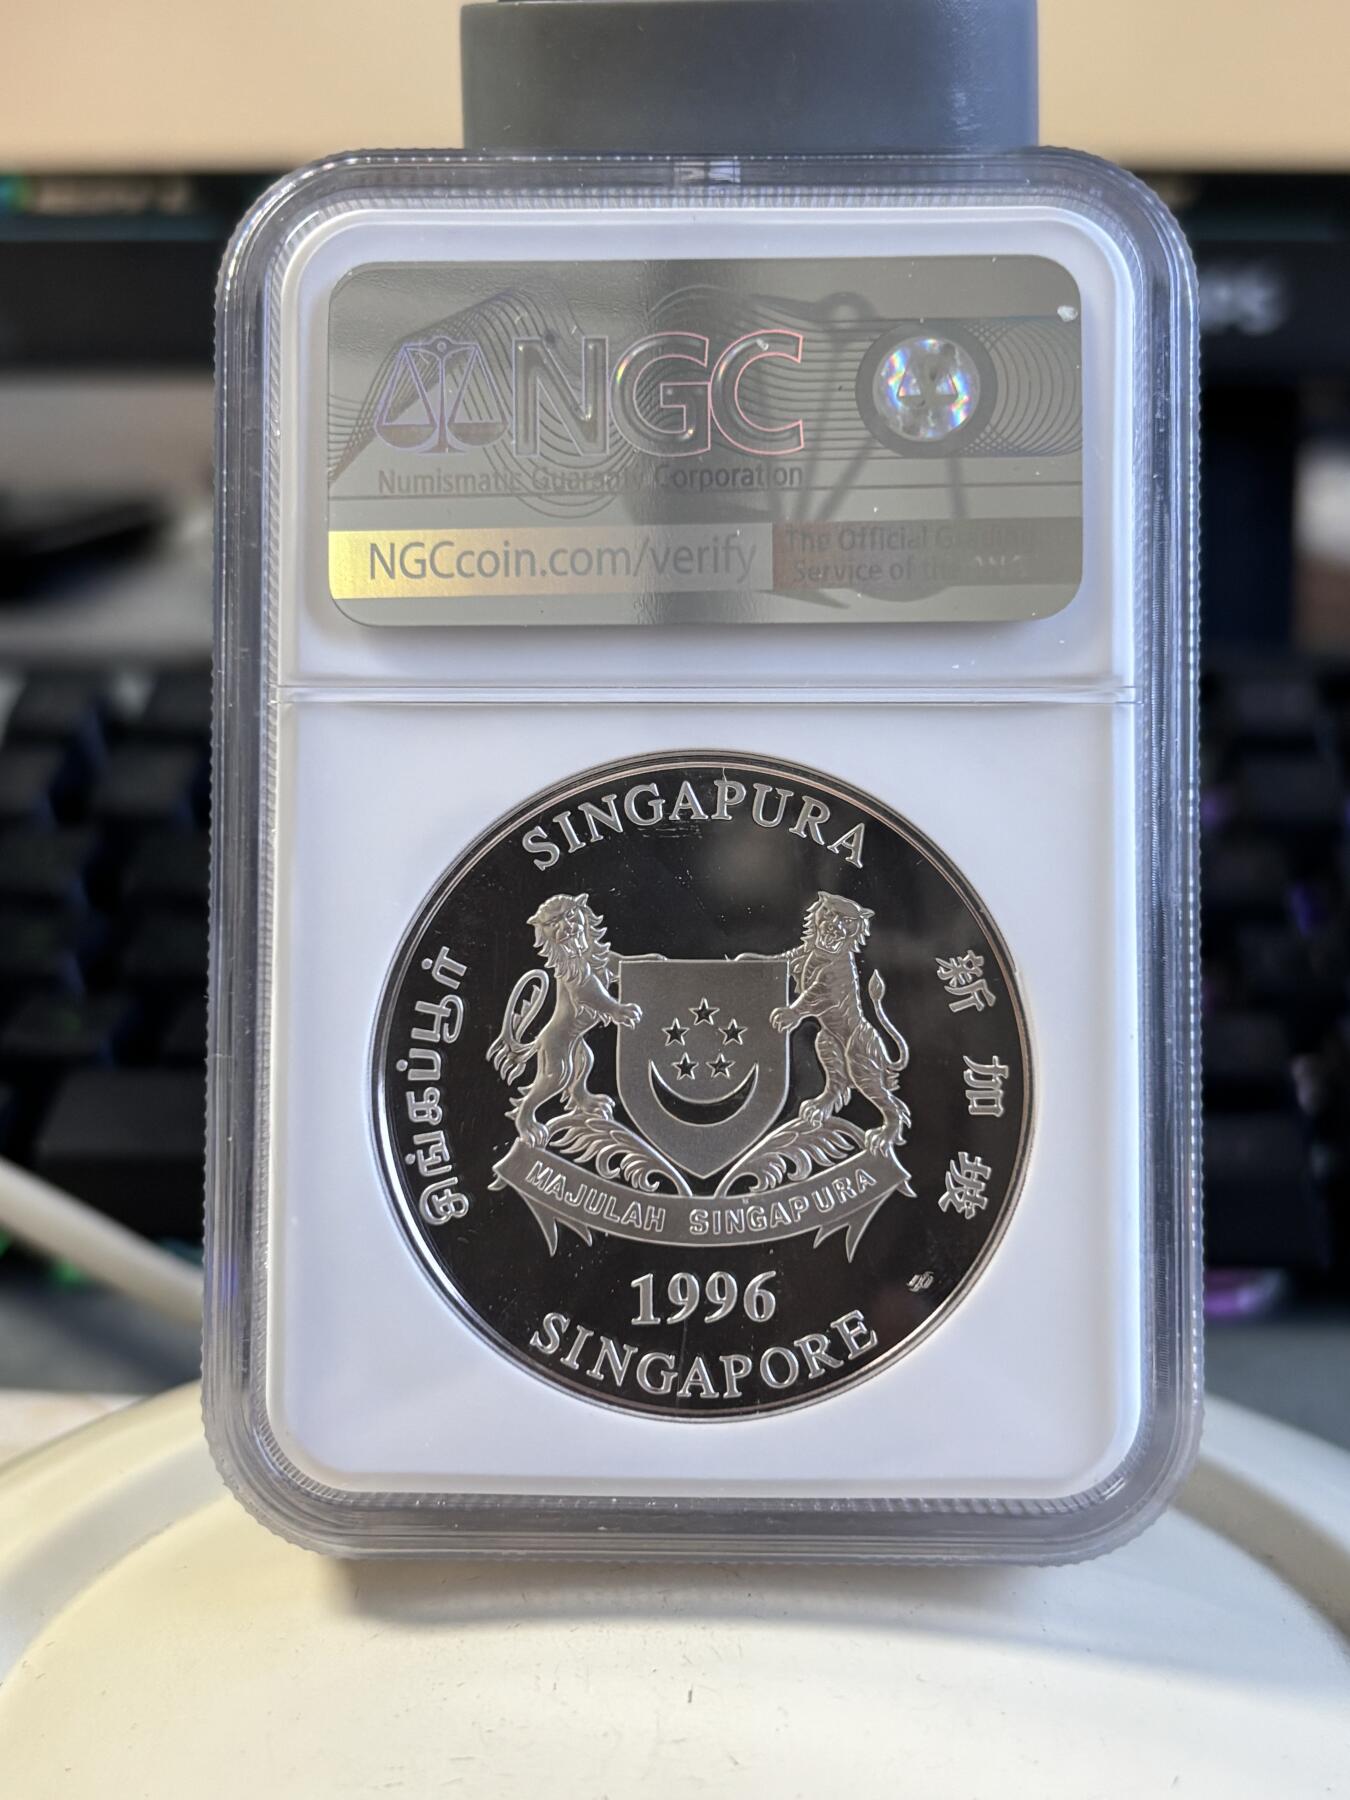 NGC
Numismatic Guaranty Corporation
NGCcoin.com/verify
The Official Grading
Service of the
SINGAPURA
சிங்கப்பூர்
新加坡
MAJULAH SINGAPURA
1996
SINGAPORE